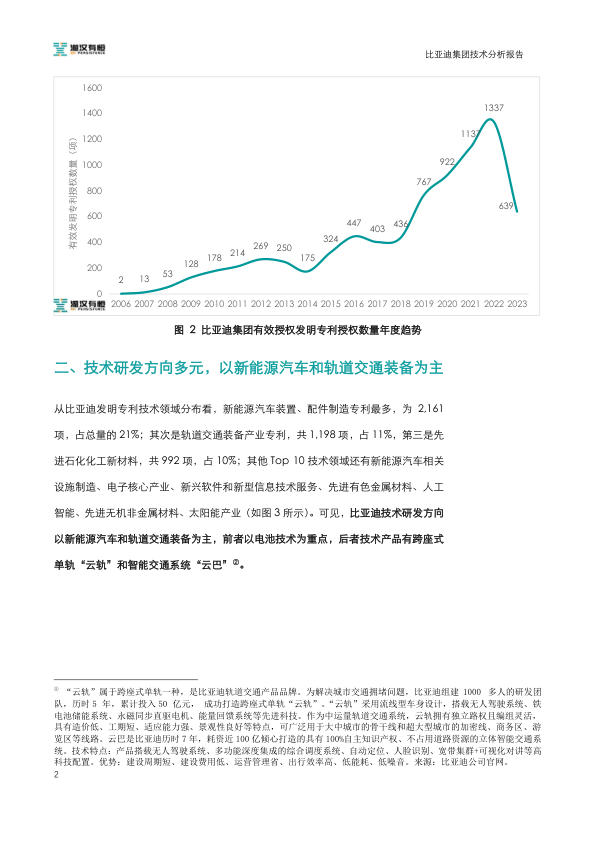 瀚汉有恒
PERSISTENCE
比亚迪集团技术分析报告
有效发明专利授权数量（项）
1600
1400
1200
1000
800
600
400
200
0
2 13 53 128 178 214 269 250 175 324 447 403 436 767 922 1137 1337 639
2006 2007 2008 2009 2010 2011 2012 2013 2014 2015 2016 2017 2018 2019 2020 2021 2022 2023
图 2 比亚迪集团有效授权发明专利授权数量年度趋势
二、技术研发方向多元，以新能源汽车和轨道交通装备为主
从比亚迪发明专利技术领域分布看，新能源汽车装置、配件制造专利最多，为 2,161
项，占总量的 21%；其次是轨道交通装备产业专利，共 1,198 项，占 11%，第三是先
进石化化工新材料，共 992 项，占 10%；其他 Top 10 技术领域还有新能源汽车相关
设施制造、电子核心产业、新兴软件和新型信息技术服务、先进有色金属材料、人工
智能、先进无机非金属材料、太阳能产业（如图 3 所示）。可见，比亚迪技术研发方向
以新能源汽车和轨道交通装备为主，前者以电池技术为重点，后者技术产品有跨座式
单轨“云轨”和智能交通系统“云巴”②。
② “云轨”属于跨座式单轨一种，是比亚迪轨道交通产品品牌。为解决城市交通拥堵问题，比亚迪组建 1000 多人的研发团
队，历时 5 年，累计投入 50 亿元， 成功打造跨座式单轨“云轨”。“云轨”采用流线型车身设计，搭载无人驾驶系统、铁
电池储能系统、永磁同步直驱电机、能量回馈系统等先进科技。作为中运量轨道交通系统，云轨拥有独立路权且编组灵活，
具有造价低、工期短、适应能力强、景观性良好等特点，可广泛用于大中城市的骨干线和超大型城市的加密线、商务区、游
览区等线路。云巴是比亚迪历时 7 年，耗资近 100 亿倾心打造的具有 100%自主知识产权、不占用道路资源的立体智能交通系
统。技术特点：产品搭载无人驾驶系统、多功能深度集成的综合调度系统、自动定位、人脸识别、宽带集群+可视化对讲等高
科技配置。优势：建设周期短、建设费用低、运营管理省、出行效率高、低能耗、低噪音。来源：比亚迪公司官网。
2